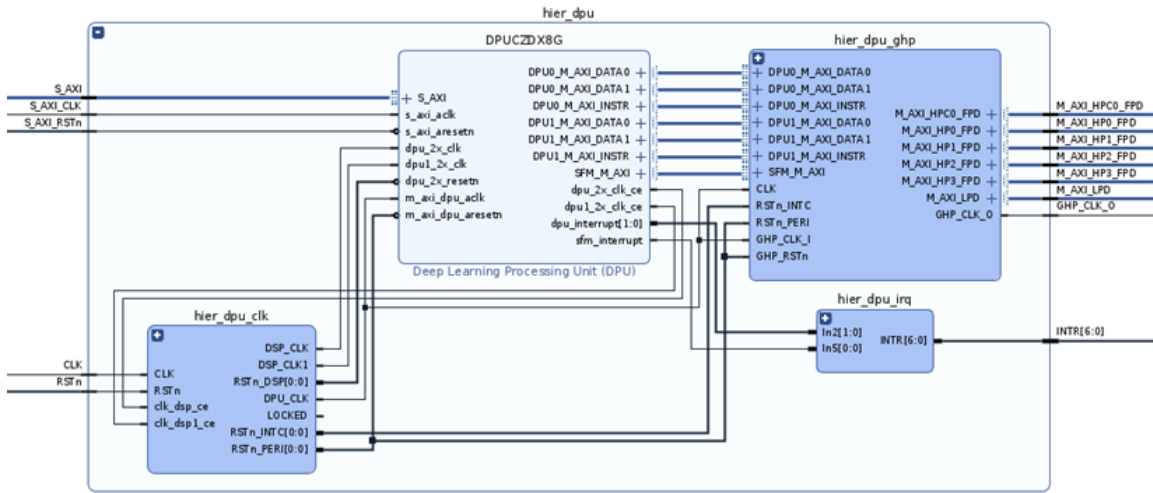 hier_dpu
DPUCZDX8G
hier_dpu_ghp
S_AXI
S_AXI_CLK
S_AXI_RSTn
S_AXI
s_axi_aclk
s_axi_aresetn
dpu_2x_clk
dpu1_2x_clk
dpu_2x_resetn
m_axi_dpu_aclk
m_axi_dpu_aresetn
DPU0_M_AXI_DATA0
DPU0_M_AXI_DATA1
DPU0_M_AXI_INSTR
DPU1_M_AXI_DATA0
DPU1_M_AXI_DATA1
DPU1_M_AXI_INSTR
SFM_M_AXI
dpu_2x_clk_ce
dpu1_2x_clk_ce
dpu_interrupt[1:0]
sfm_interrupt
Deep Learning Processing Unit (DPU)
DPU0_M_AXI_DATA0
DPU0_M_AXI_DATA1
DPU0_M_AXI_INSTR
DPU1_M_AXI_DATA0
DPU1_M_AXI_DATA1
DPU1_M_AXI_INSTR
SFM_M_AXI
CLK
RSTn_INTC
RSTn_PERI
GHP_CLK_I
GHP_RSTn
M_AXI_HPC0_FPD
M_AXI_HP0_FPD
M_AXI_HP1_FPD
M_AXI_HP2_FPD
M_AXI_HP3_FPD
M_AXI_LPD
GHP_CLK_O
M_AXI_HPC0_FPD
M_AXI_HP0_FPD
M_AXI_HP1_FPD
M_AXI_HP2_FPD
M_AXI_HP3_FPD
M_AXI_LPD
GHP_CLK_O
hier_dpu_clk
CLK
RSTn
CLK
RSTn
clk_dsp_ce
clk_dsp1_ce
DSP_CLK
DSP_CLK1
RSTn_DSP[0:0]
DPU_CLK
LOCKED
RSTn_INTC[0:0]
RSTn_PERI[0:0]
hier_dpu_irq
In2[1:0]
In5[0:0]
INTR[6:0]
INTR[6:0]